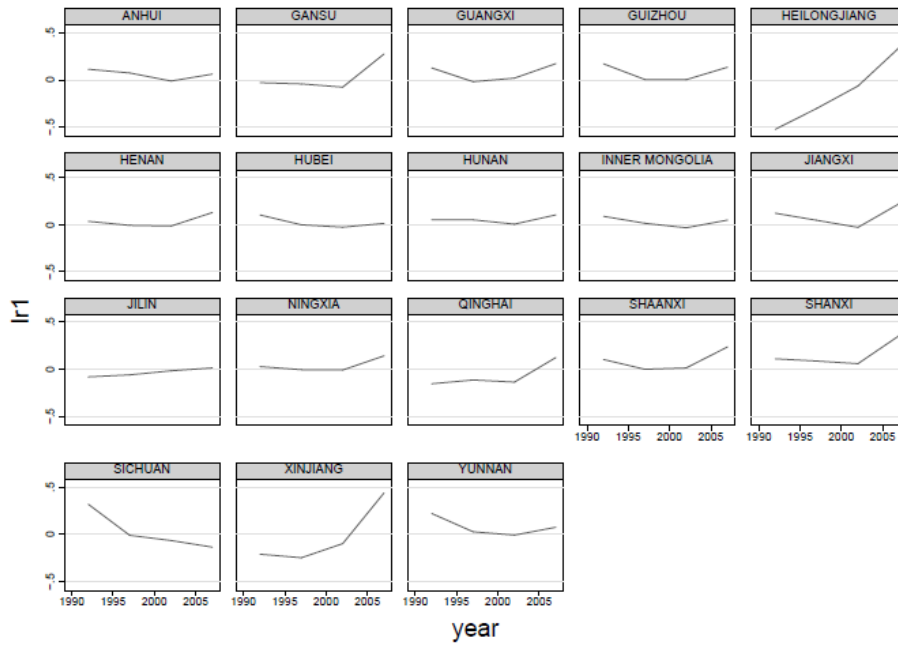 ANHUI GANSU GUANGXI GUIZHOU HEILONGJIANG
.5
0
-.5
HENAN HUBEI HUNAN INNER MONGOLIA JIANGXI
.5
0
-.5
JILIN NINGXIA QINGHAI SHAANXI SHANXI
.5
0
-.5
1990 1995 2000 2005 1990 1995 2000 2005
SICHUAN XINJIANG YUNNAN
.5
0
-.5
1990 1995 2000 2005 1990 1995 2000 2005 1990 1995 2000 2005
lr1
year